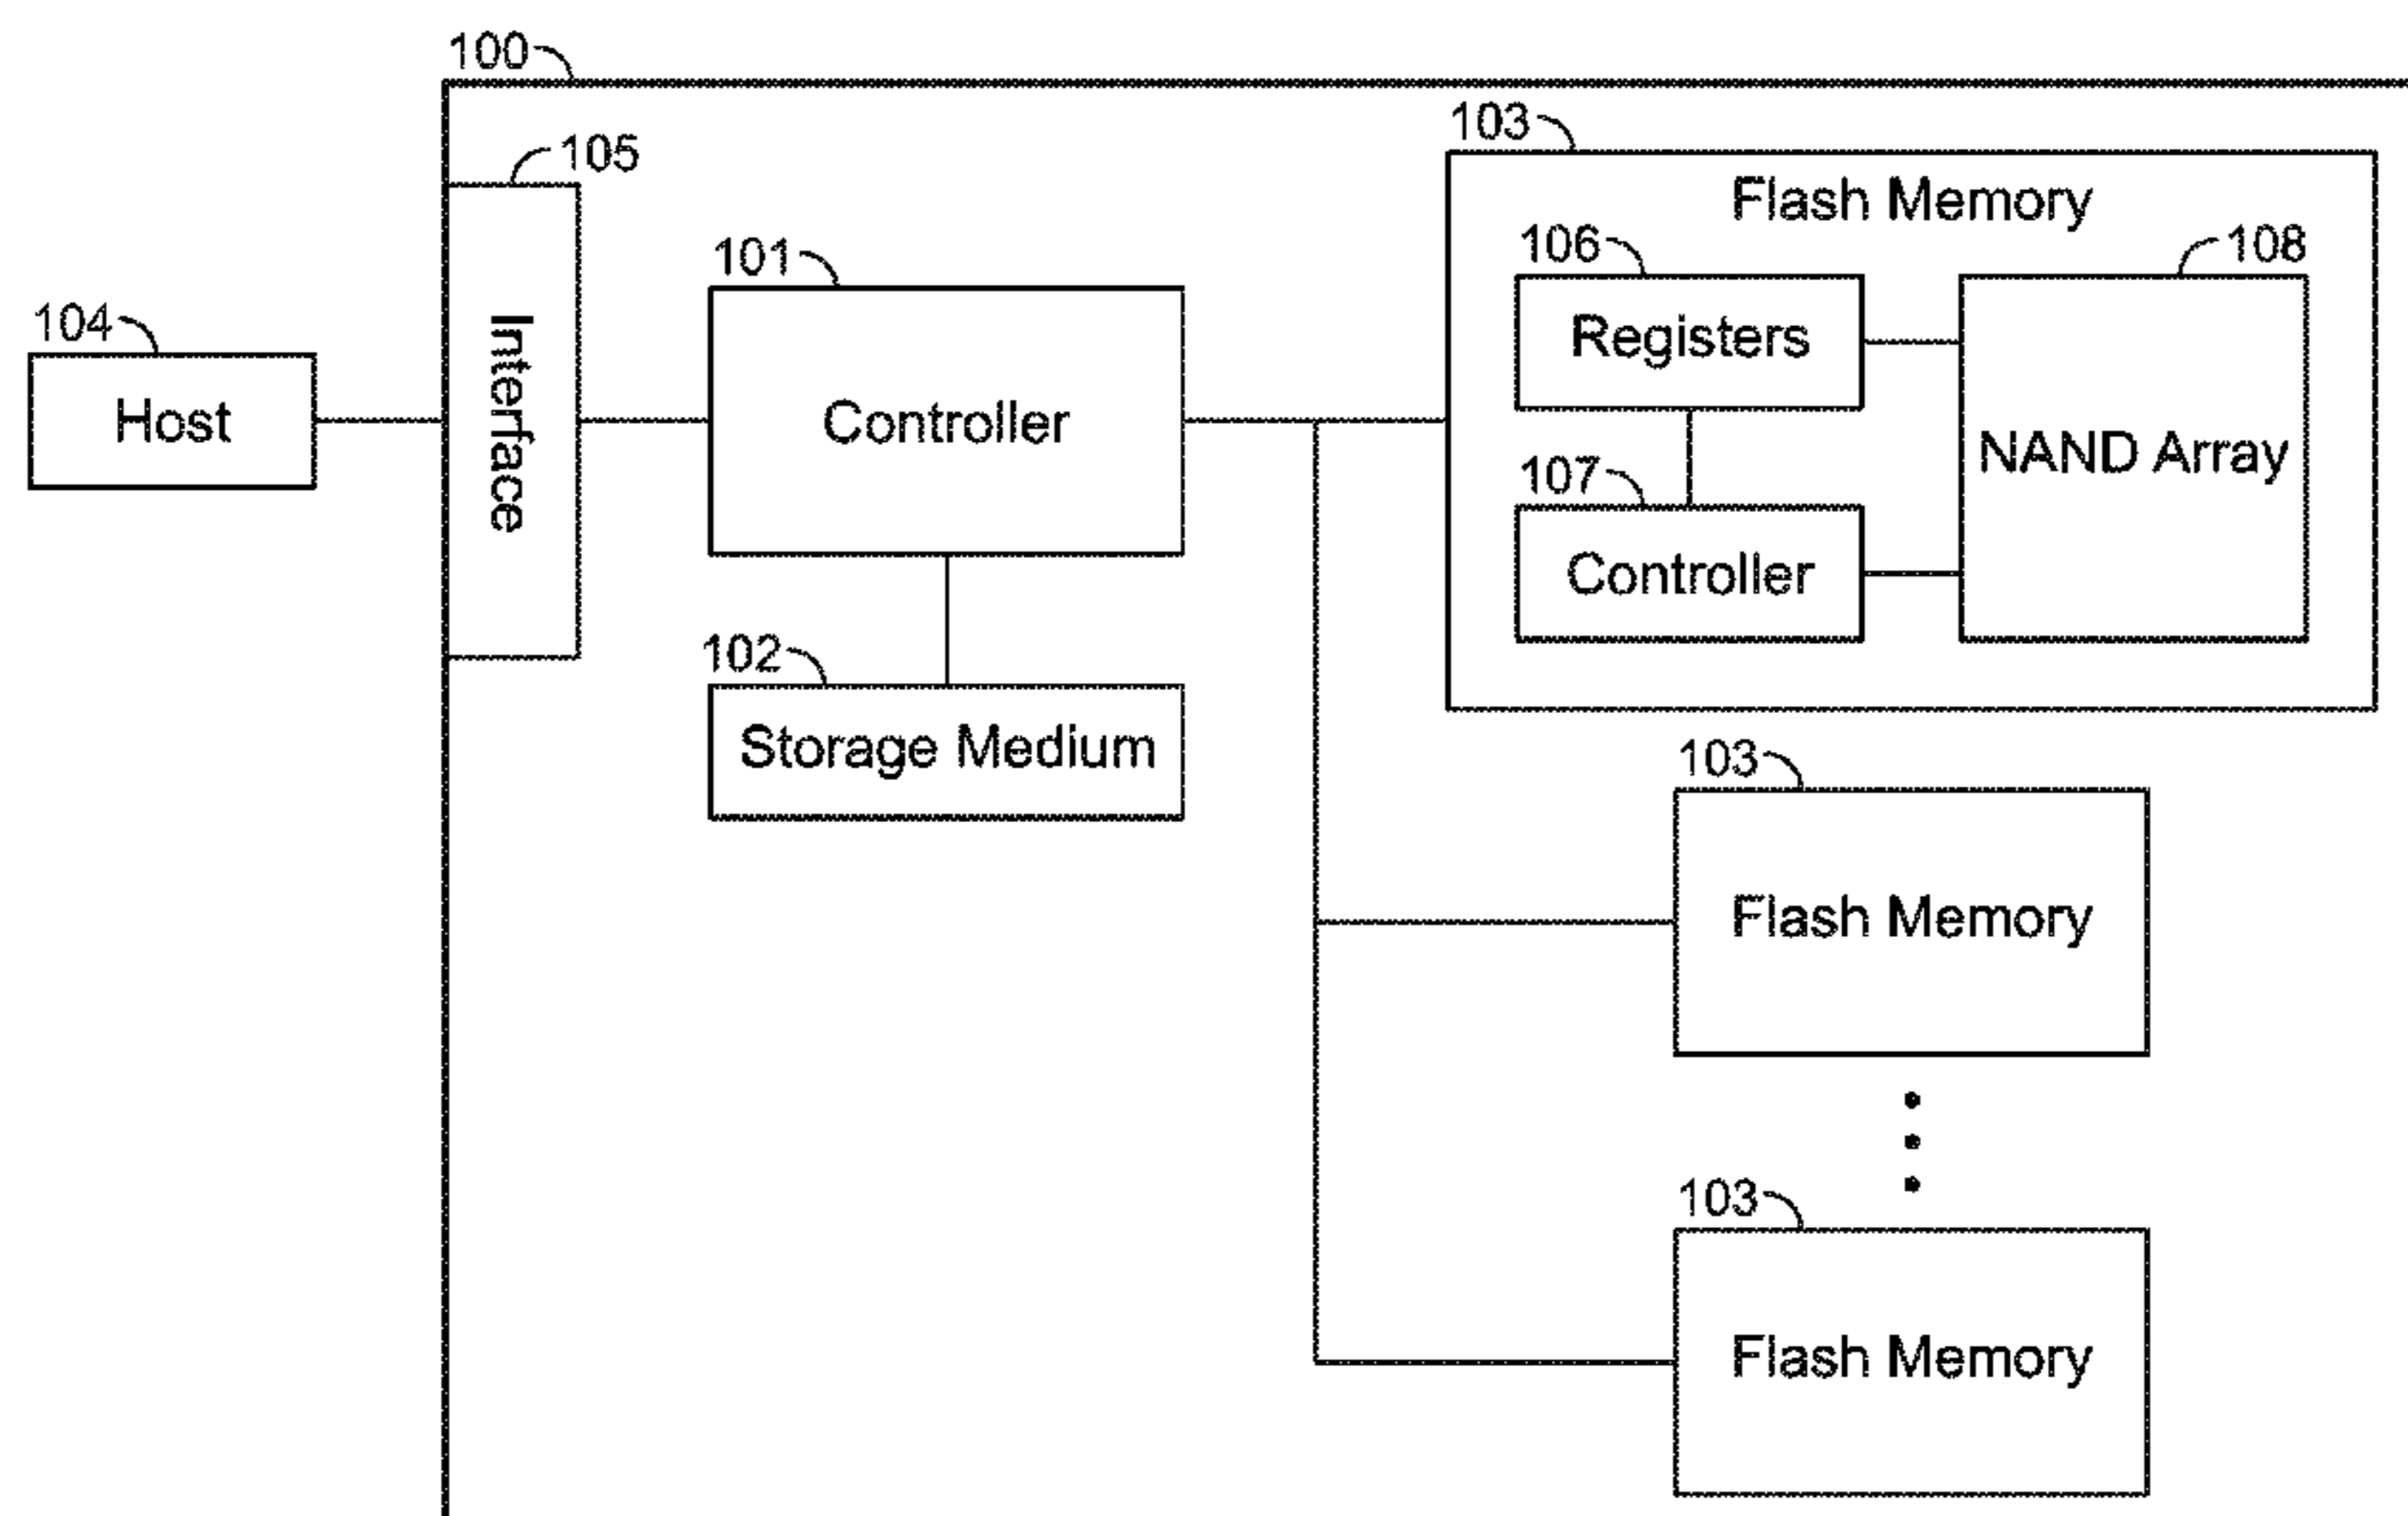 100
105
103
Flash Memory
101
106
108
104
Interface
Registers
Host
Controller
NAND Array
107
Controller
102
Storage Medium
103
Flash Memory
103
Flash Memory